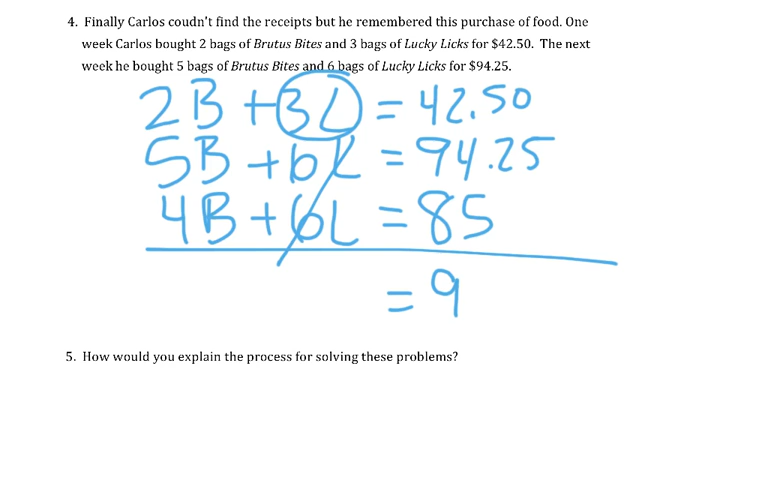 4. Finally Carlos coudn't find the receipts but he remembered this purchase of food. One
week Carlos bought 2 bags of Brutus Bites and 3 bags of Lucky Licks for $42.50. The next
week he bought 5 bags of Brutus Bites and 6 bags of Lucky Licks for $94.25.
2B + 3L = 42.50
5B + 6L = 94.25
4B + 6L = 85
= 9
5. How would you explain the process for solving these problems?